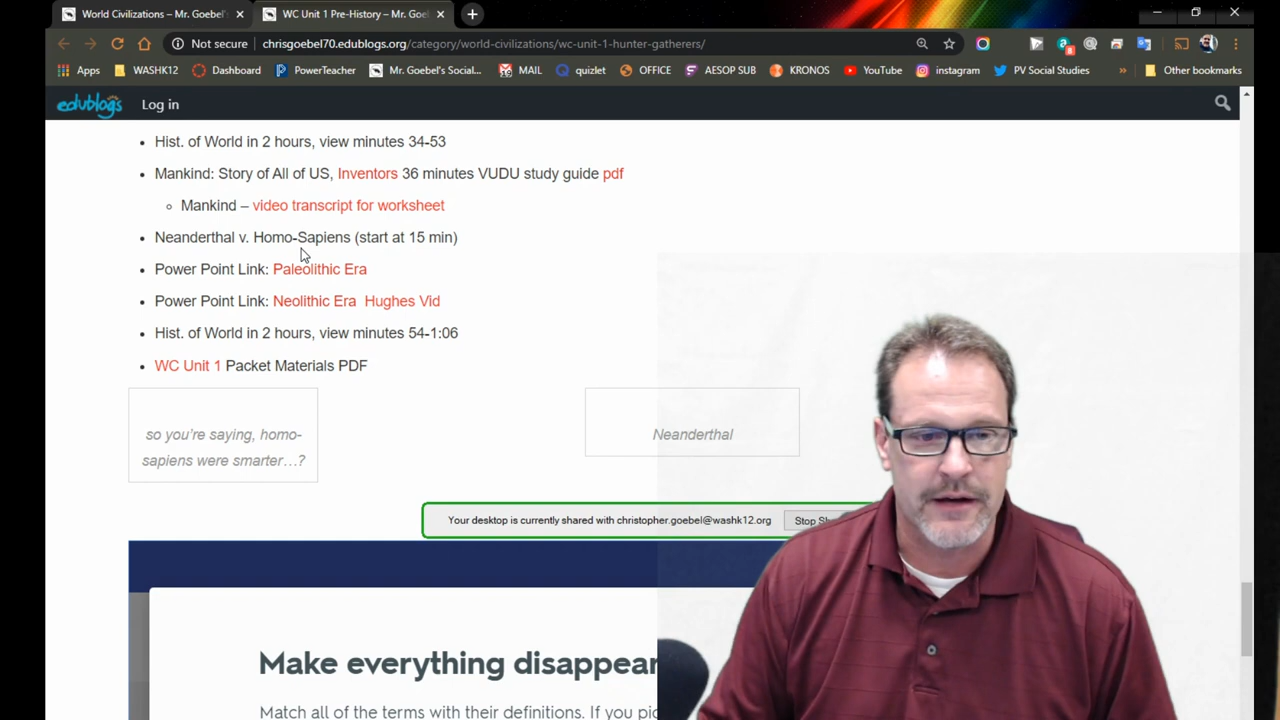 World Civilizations – Mr. Goebel's
WC Unit 1 Pre-History – Mr. Goe
Not secure
chrisgoebel70.edublogs.org/category/world-civilizations/wc-unit-1-hunter-gatherers/
Apps WASHK12 Dashboard PowerTeacher Mr. Goebel's Social... MAIL quizlet OFFICE AESOP SUB KRONOS YouTube instagram PV Social Studies » Other bookmarks
edublogs Log in
• Hist. of World in 2 hours, view minutes 34-53
• Mankind: Story of All of US, Inventors 36 minutes VUDU study guide pdf
Mankind – video transcript for worksheet
• Neanderthal v. Homo-Sapiens (start at 15 min)
• Power Point Link: Paleolithic Era
• Power Point Link: Neolithic Era Hughes Vid
• Hist. of World in 2 hours, view minutes 54-1:06
• WC Unit 1 Packet Materials PDF
so you're saying, homo-
sapiens were smarter…?
Neanderthal
Your desktop is currently shared with christopher.goebel@washk12.org
Stop Sh
Make everything disappear
Match all of the terms with their definitions. If you pic